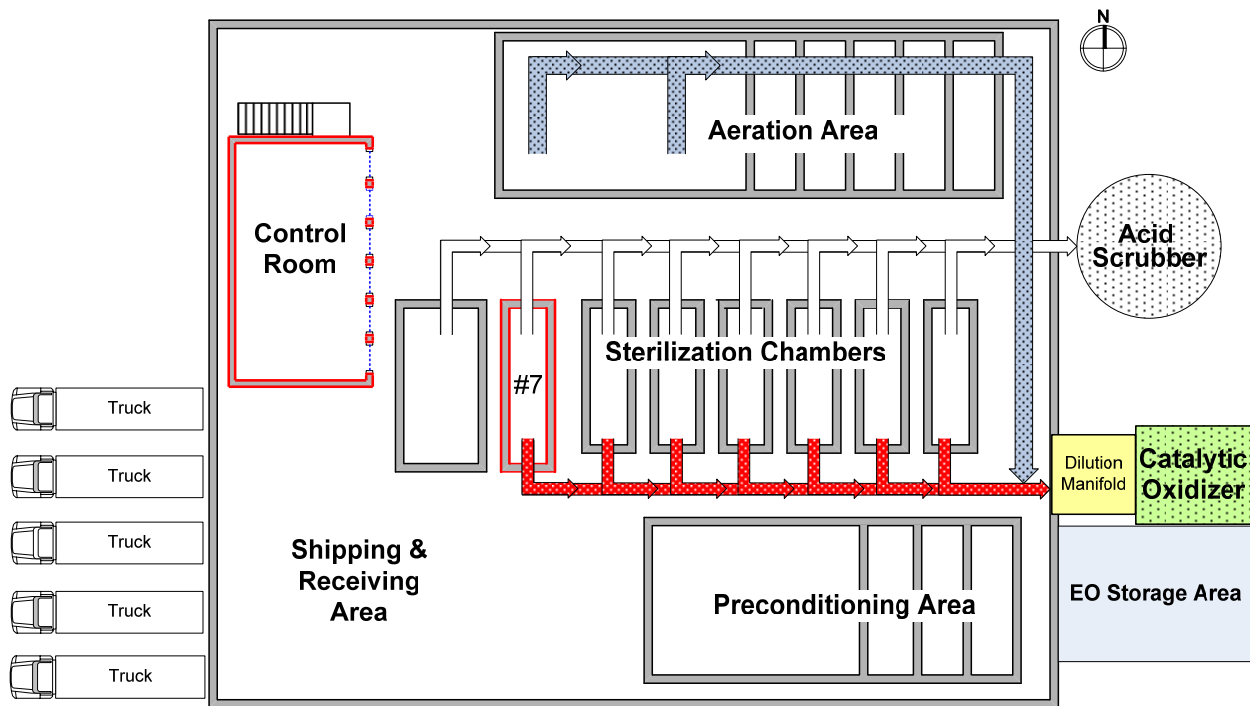 N
Aeration Area
Control
Room
Acid
Scrubber
Sterilization Chambers
#7
Truck
Truck
Truck
Truck
Truck
Dilution
Manifold
Catalytic
Oxidizer
Shipping &
Receiving
Area
Preconditioning Area
EO Storage Area